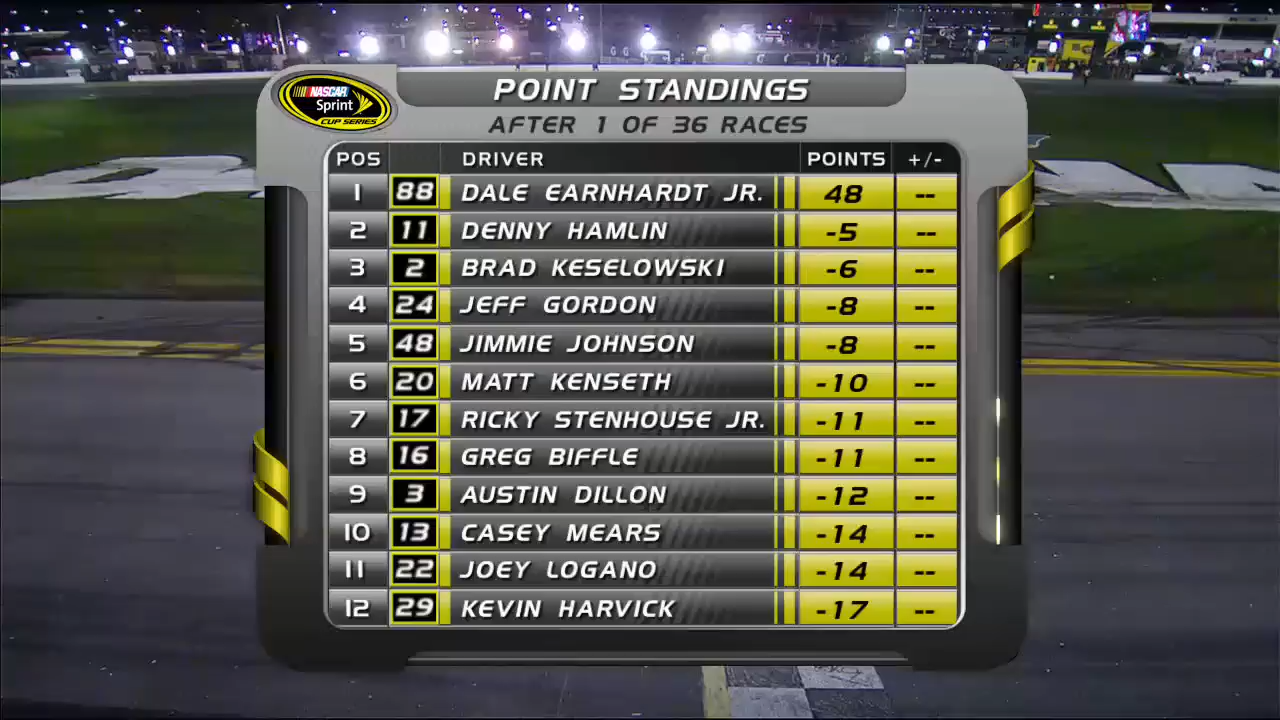 POINT STANDINGS
NASCAR
Sprint
CUP SERIES
AFTER 1 OF 36 RACES
POS DRIVER POINTS +/-
1 88 DALE EARNHARDT JR. 48 --
2 11 DENNY HAMLIN -5 --
3 2 BRAD KESELOWSKI -6 --
4 24 JEFF GORDON -8 --
5 48 JIMMIE JOHNSON -8 --
6 20 MATT KENSETH -10 --
7 17 RICKY STENHOUSE JR. -11 --
8 16 GREG BIFFLE -11 --
9 3 AUSTIN DILLON -12 --
10 13 CASEY MEARS -14 --
11 22 JOEY LOGANO -14 --
12 29 KEVIN HARVICK -17 --